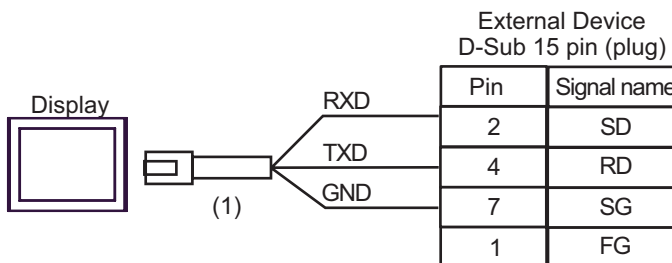 External Device
D-Sub 15 pin (plug)
Pin Signal name
Display
RXD
2 SD
TXD
4 RD
(1)
GND
7 SG
1 FG